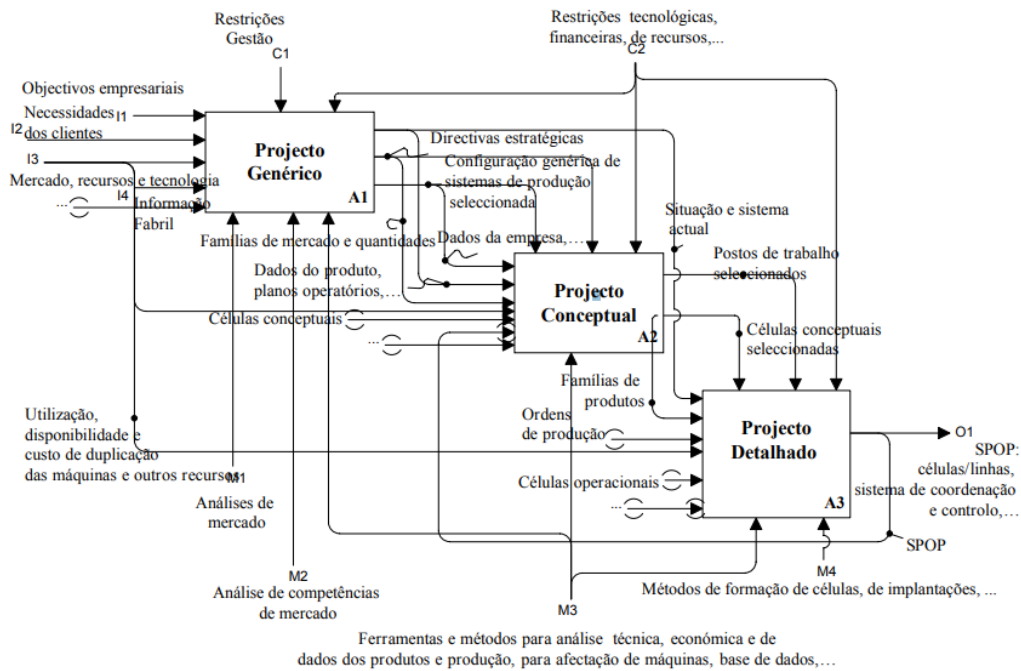 Restrições
Gestão
C1
Restrições tecnológicas,
financeiras, de recursos,...
C2
Objectivos empresariais
I1
Necessidades
dos clientes
I2
I3
Mercado, recursos e tecnologia
I4
Informação
Fabril
...
Projecto
Genérico
A1
Directivas estratégicas
Configuração genérica de
sistemas de produção
seleccionada
Situação e sistema
actual
Famílias de mercado e quantidades
Dados da empresa,…
Dados do produto,
planos operatórios,…
Células conceptuais
...
Projecto
Conceptual
A2
Postos de trabalho
seleccionados
Células conceptuais
seleccionadas
Famílias de
produtos
Ordens
de produção
Células operacionais
...
Projecto
Detalhado
A3
O1
SPOP:
células/linhas,
sistema de coordenação
e controlo,…
SPOP
Utilização,
disponibilidade e
custo de duplicação
das máquinas e outros recursos
M1
Análises de
mercado
M2
Análise de competências
de mercado
M3
M4
Métodos de formação de células, de implantações, ...
Ferramentas e métodos para análise técnica, económica e de
dados dos produtos e produção, para afectação de máquinas, base de dados,…